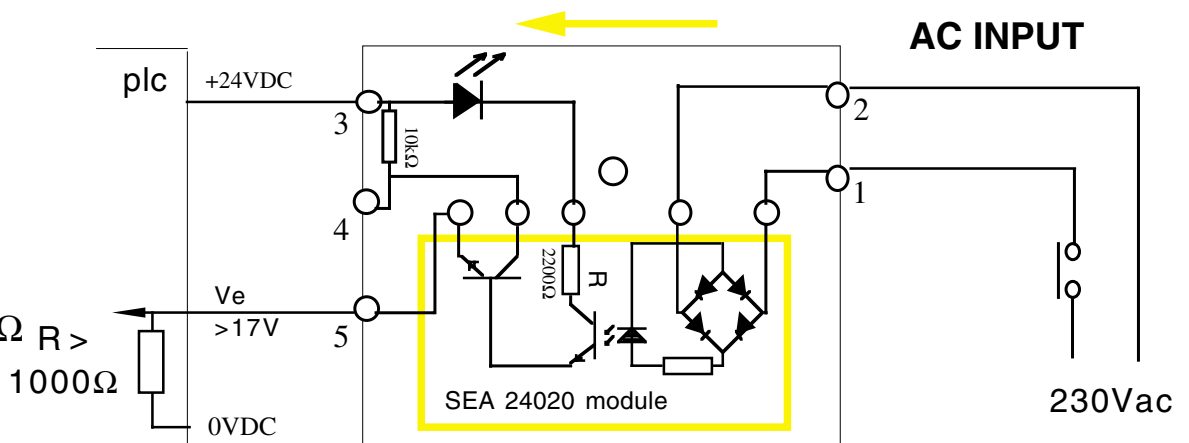 AC INPUT
plc
+24VDC
3
10kΩ
4
2
1
2200Ω
R
Ve
>17V
5
Ω R >
1000Ω
0VDC
SEA 24020 module
230Vac